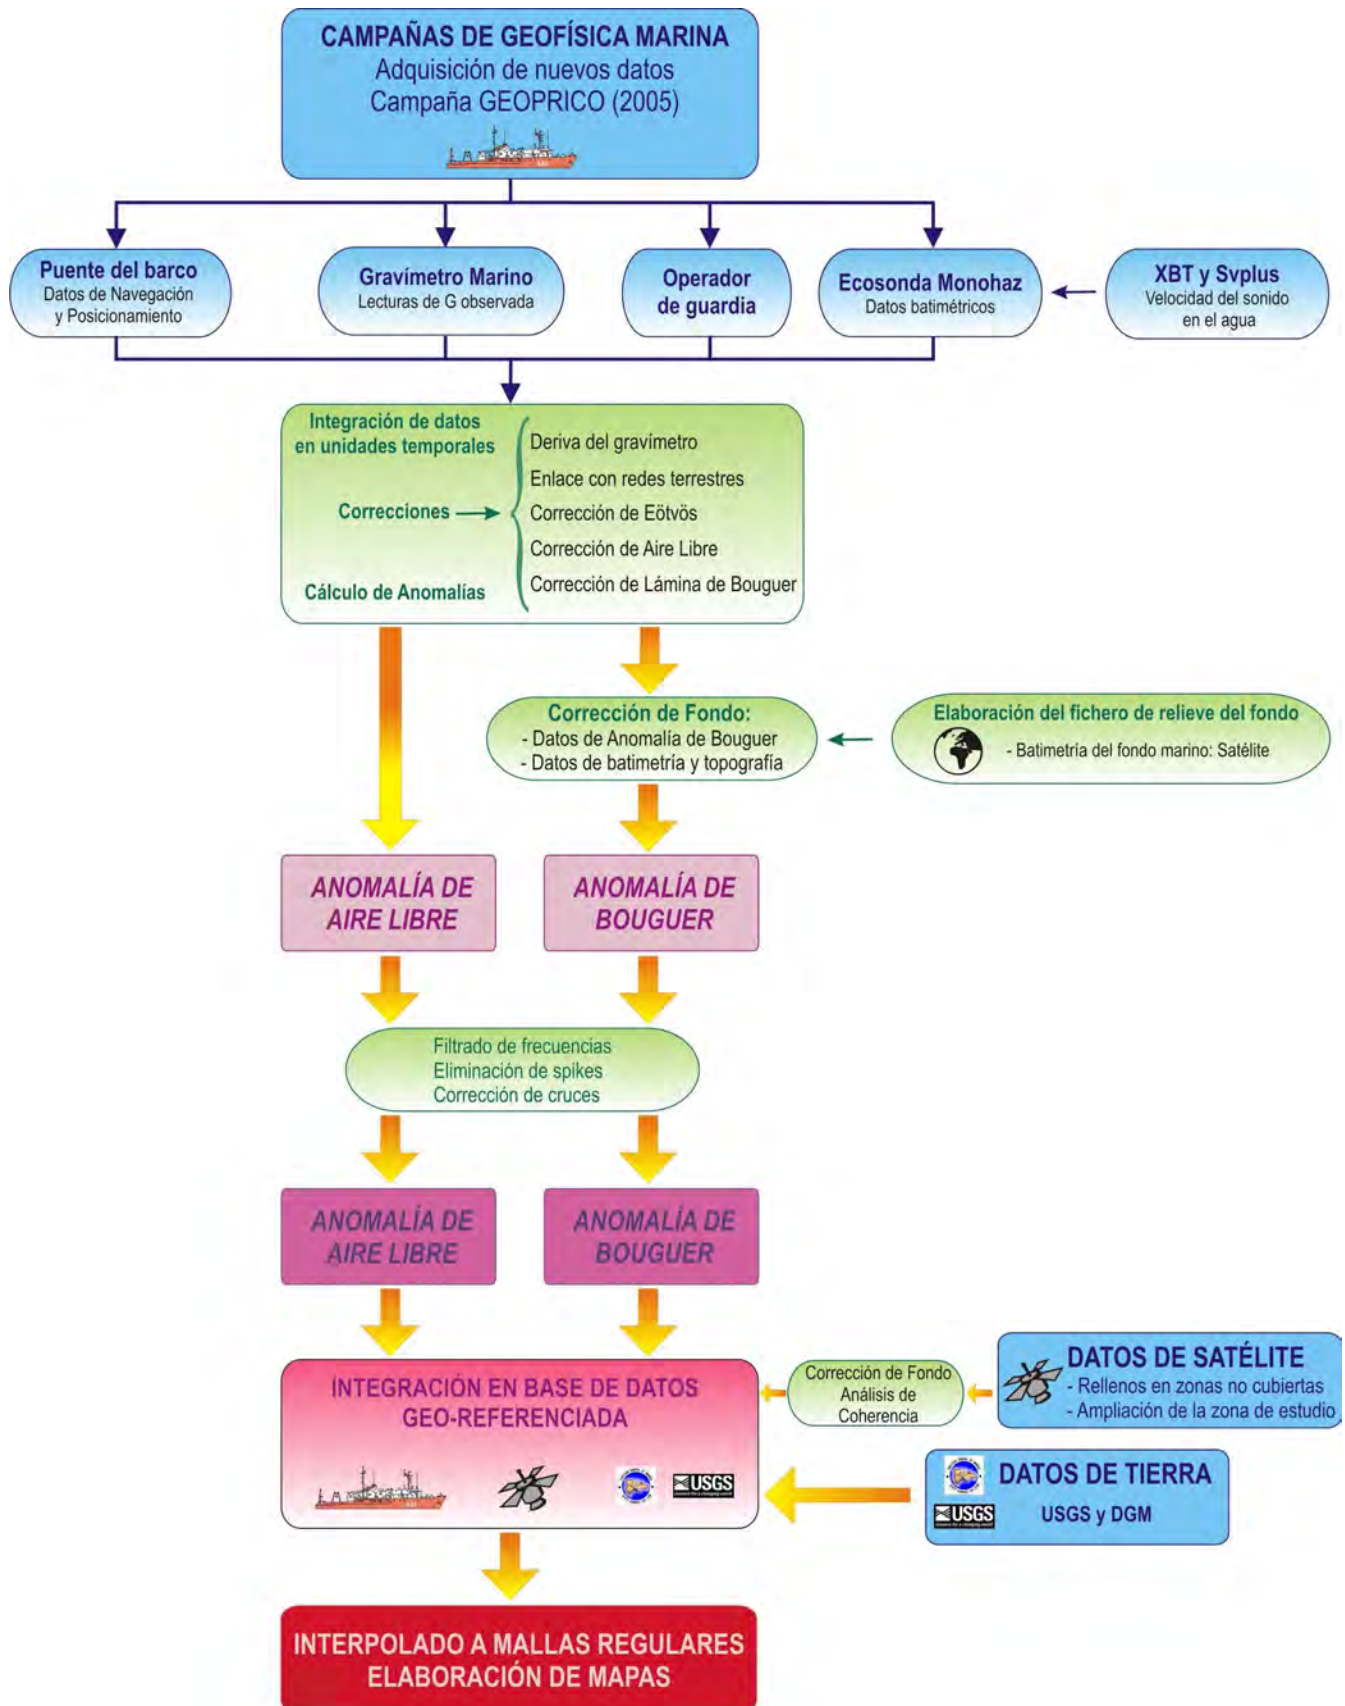 CAMPAÑAS DE GEOFÍSICA MARINA
Adquisición de nuevos datos
Campaña GEOPRICO (2005)
Puente del barco
Datos de Navegación
y Posicionamiento
Gravímetro Marino
Lecturas de G observada
Operador
de guardia
Ecosonda Monohaz
Datos batimétricos
XBT y Svplus
Velocidad del sonido
en el agua
Integración de datos
en unidades temporales
Correcciones
Cálculo de Anomalías
Deriva del gravímetro
Enlace con redes terrestres
Corrección de Eötvös
Corrección de Aire Libre
Corrección de Lámina de Bouguer
Corrección de Fondo:
- Datos de Anomalía de Bouguer
- Datos de batimetría y topografía
Elaboración del fichero de relieve del fondo
- Batimetría del fondo marino: Satélite
ANOMALÍA DE
AIRE LIBRE
ANOMALÍA DE
BOUGUER
Filtrado de frecuencias
Eliminación de spikes
Corrección de cruces
ANOMALÍA DE
AIRE LIBRE
ANOMALÍA DE
BOUGUER
INTEGRACIÓN EN BASE DE DATOS
GEO-REFERENCIADA
USGS
Corrección de Fondo
Análisis de
Coherencia
DATOS DE SATÉLITE
- Rellenos en zonas no cubiertas
- Ampliación de la zona de estudio
DATOS DE TIERRA
USGS
USGS y DGM
INTERPOLADO A MALLAS REGULARES
ELABORACIÓN DE MAPAS